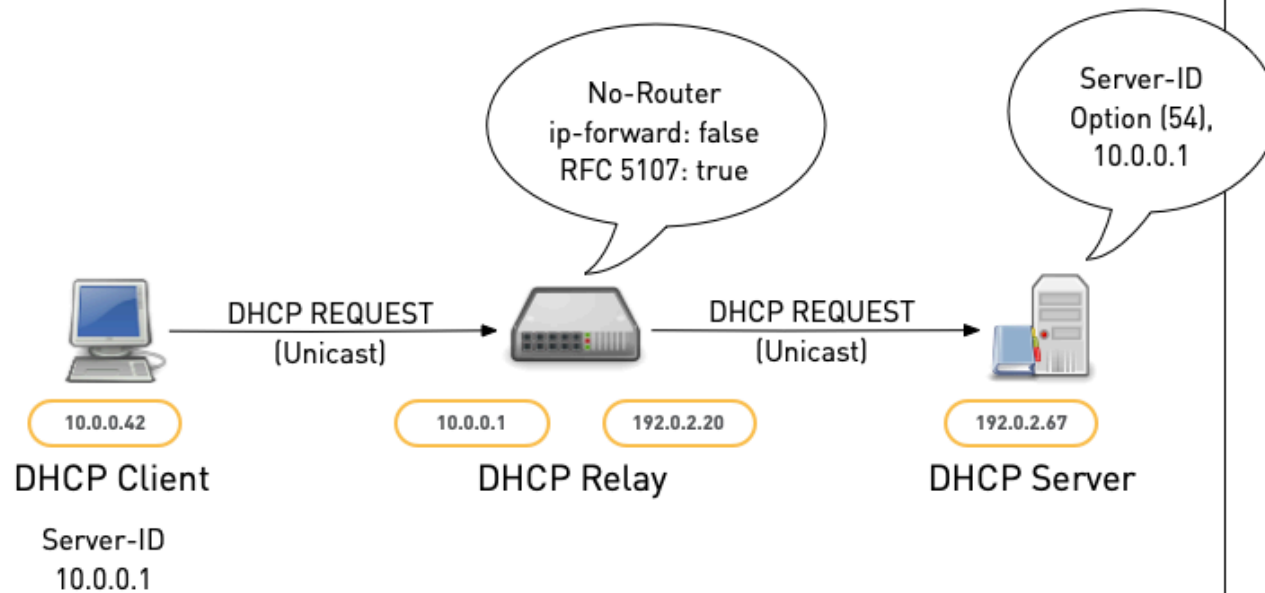 No-Router
ip-forward: false
RFC 5107: true
Server-ID
Option (54),
10.0.0.1
DHCP REQUEST
(Unicast)
DHCP REQUEST
(Unicast)
10.0.0.42
10.0.0.1
192.0.2.20
192.0.2.67
DHCP Client
DHCP Relay
DHCP Server
Server-ID
10.0.0.1